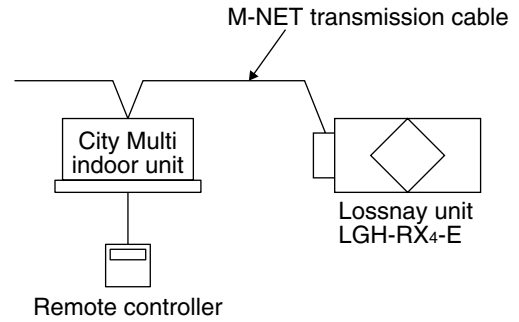 M-NET transmission cable
City Multi
indoor unit
Lossnay unit
LGH-RX4-E
Remote controller